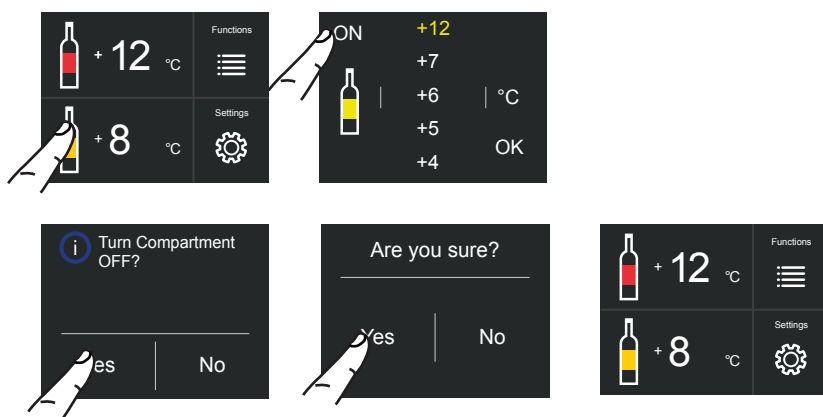 + 12 °C
Functions
+ 8 °C
Settings
ON
+12
+7
+6 °C
+5
+4
OK
i Turn Compartment
OFF?
es No
Are you sure?
Yes No
+ 12 °C
Functions
+ 8 °C
Settings